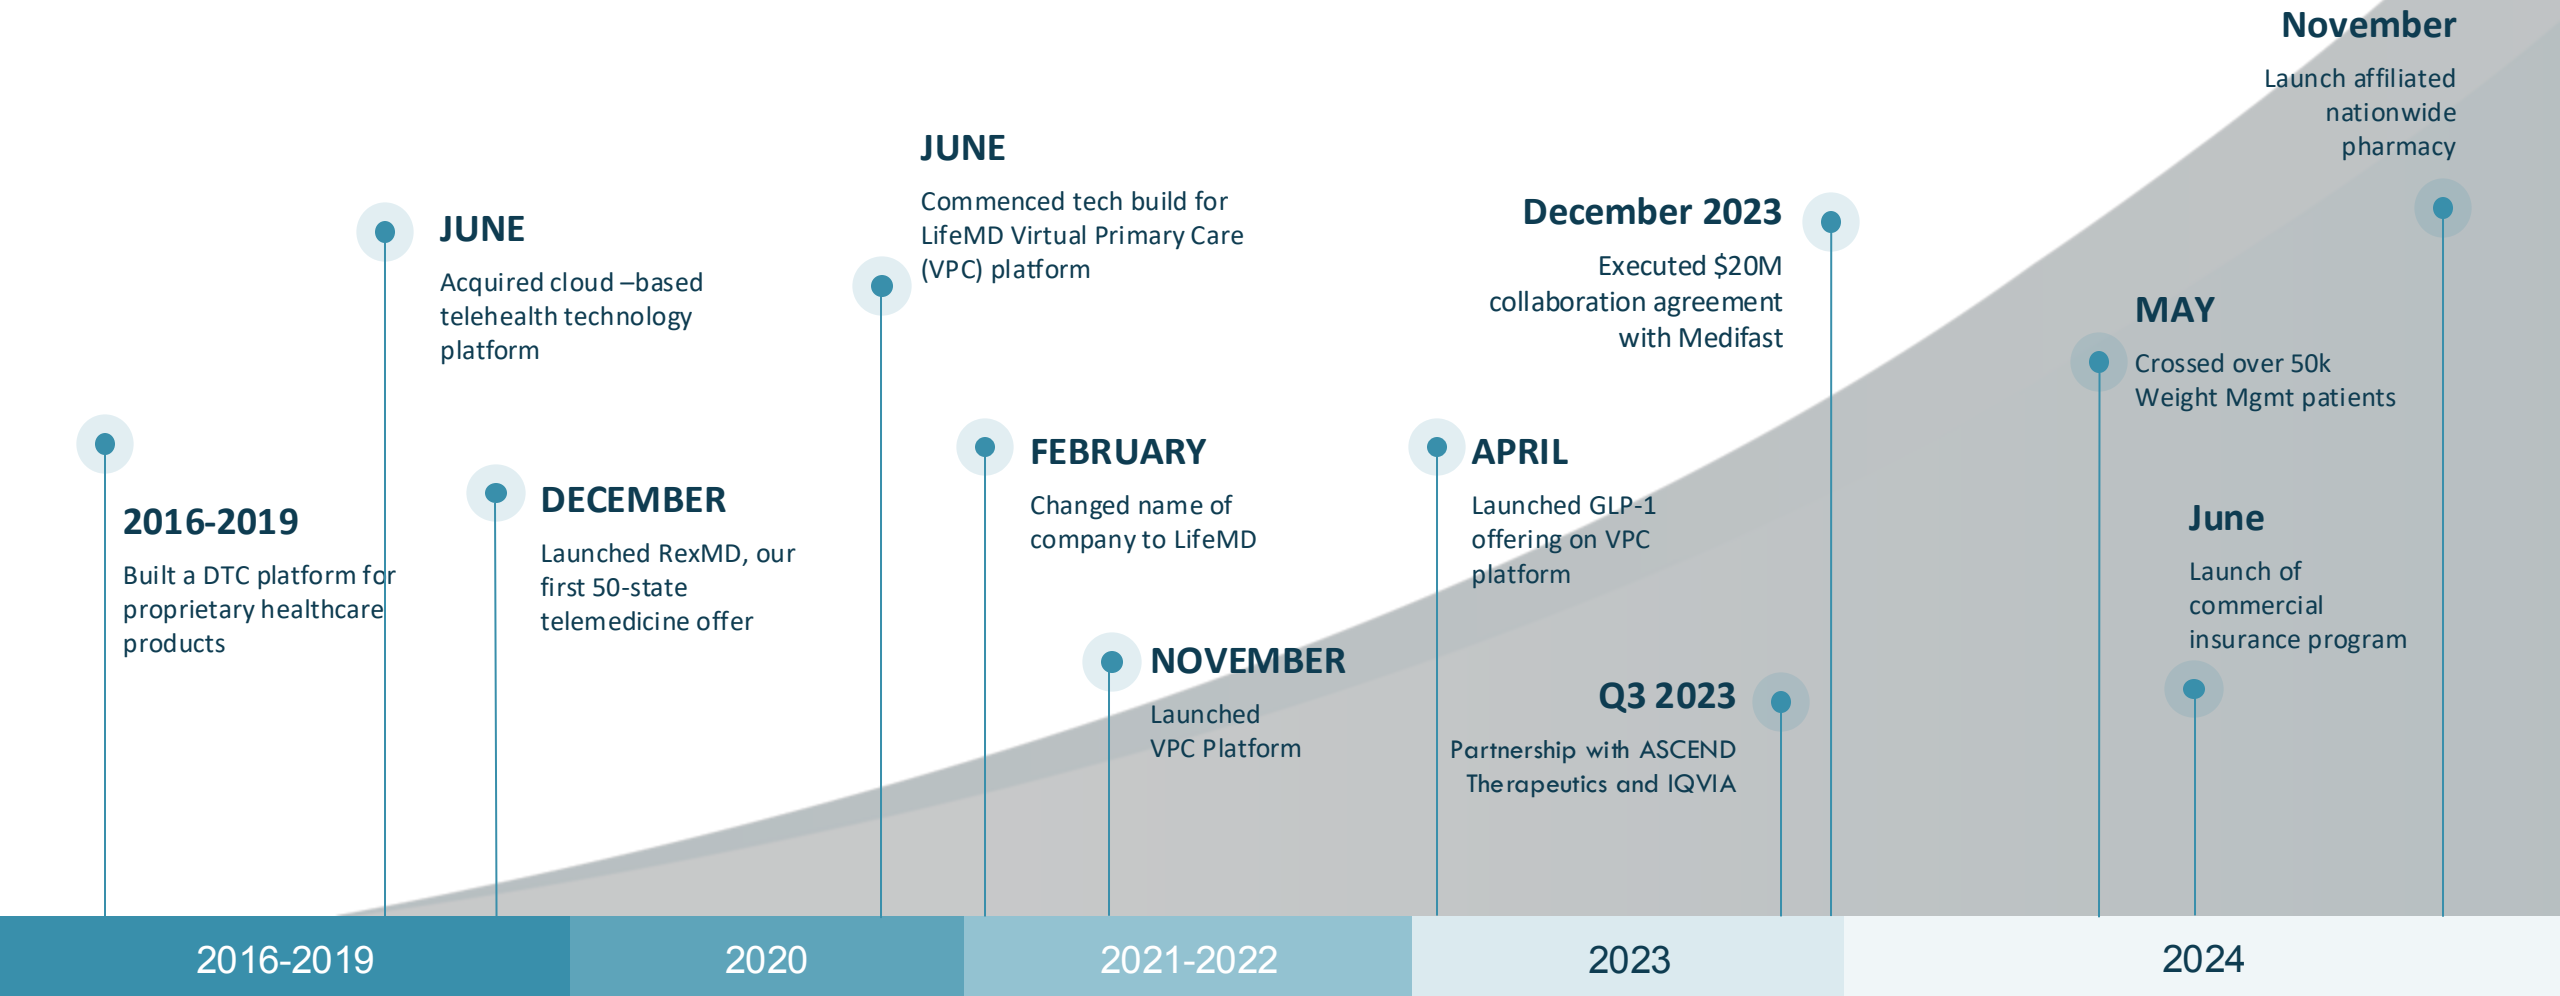 2016-2019
Built a DTC platform for
proprietary healthcare
products
JUNE
Acquired cloud –based
telehealth technology
platform
DECEMBER
Launched RexMD, our
first 50-state
telemedicine offer
JUNE
Commenced tech build for
LifeMD Virtual Primary Care
(VPC) platform
FEBRUARY
Changed name of
company to LifeMD
NOVEMBER
Launched
VPC Platform
APRIL
Launched GLP-1
offering on VPC
platform
Q3 2023
Partnership with ASCEND
Therapeutics and IQVIA
December 2023
Executed $20M
collaboration agreement
with Medifast
MAY
Crossed over 50k
Weight Mgmt patients
June
Launch of
commercial
insurance program
November
Launch affiliated
nationwide
pharmacy
2016-2019
2020
2021-2022
2023
2024